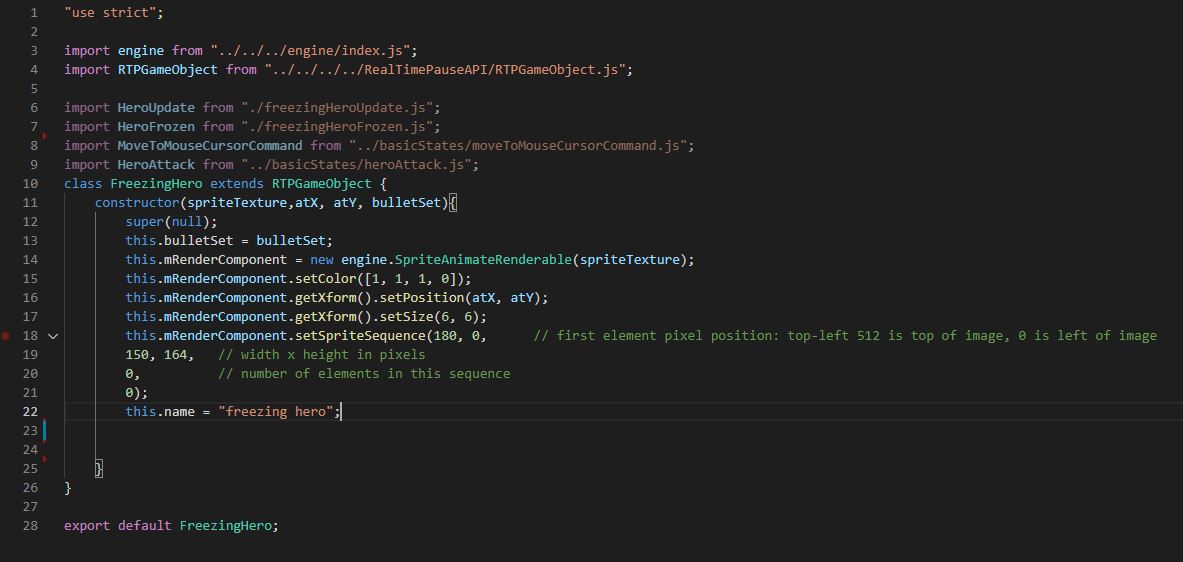 1 "use strict";
2
3 import engine from "../../../engine/index.js";
4 import RTPGameObject from "../../../../RealTimePauseAPI/RTPGameObject.js";
5
6 import HeroUpdate from "./freezingHeroUpdate.js";
7 import HeroFrozen from "./freezingHeroFrozen.js";
8 import MoveToMouseCursorCommand from "../basicStates/moveToMouseCursorCommand.js";
9 import HeroAttack from "../basicStates/heroAttack.js";
10 class FreezingHero extends RTPGameObject {
11     constructor(spriteTexture,atX, atY, bulletSet){
12         super(null);
13         this.bulletSet = bulletSet;
14         this.mRenderComponent = new engine.SpriteAnimateRenderable(spriteTexture);
15         this.mRenderComponent.setColor([1, 1, 1, 0]);
16         this.mRenderComponent.getXform().setPosition(atX, atY);
17         this.mRenderComponent.getXform().setSize(6, 6);
18         this.mRenderComponent.setSpriteSequence(180, 0,      // first element pixel position: top-left 512 is top of image, 0 is left of image
19         150, 164,   // width x height in pixels
20         0,          // number of elements in this sequence
21         0);
22         this.name = "freezing hero";
23
24
25     }
26 }
27
28 export default FreezingHero;